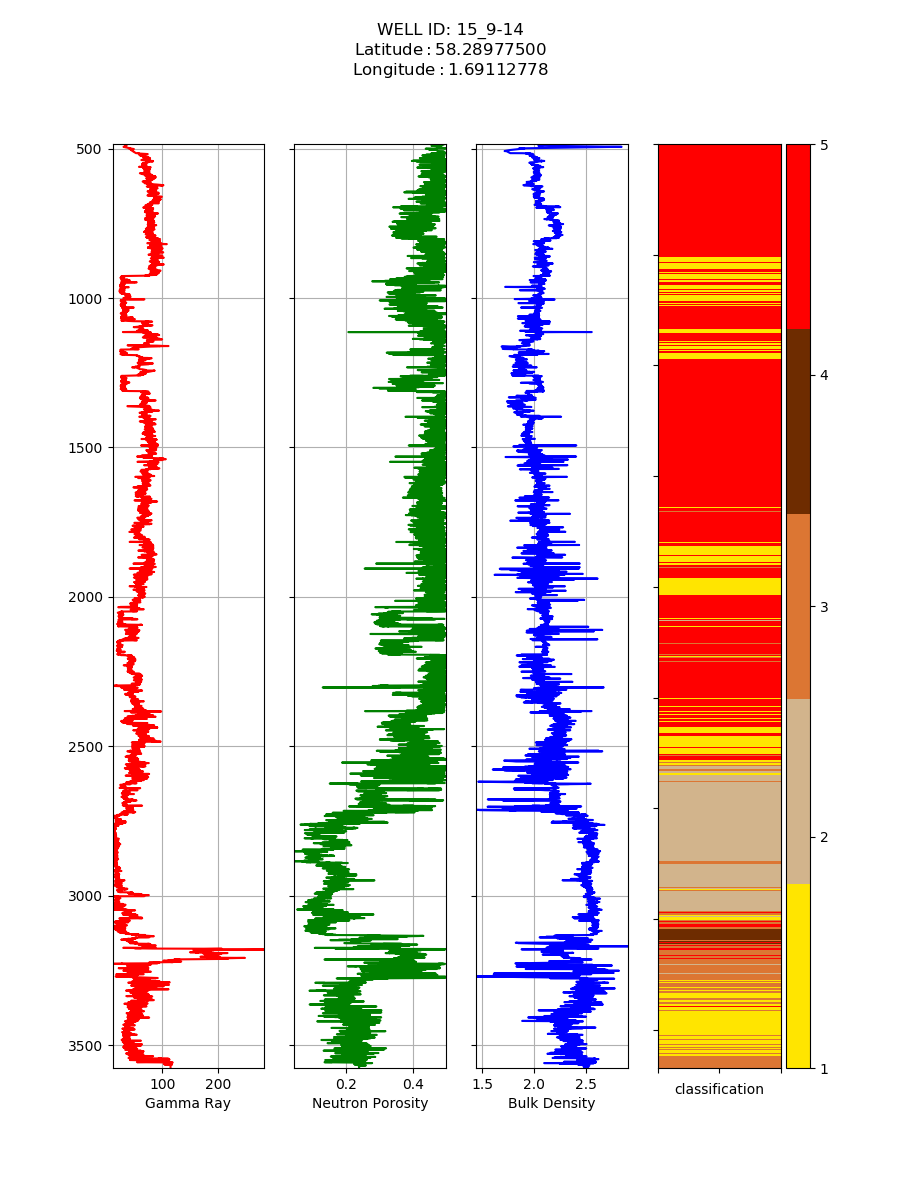 WELL ID: 15_9-14
Latitude : 58.28977500
Longitude : 1.69112778
500
1000
1500
2000
2500
3000
3500
100 200
Gamma Ray
0.2 0.4
Neutron Porosity
1.5 2.0 2.5
Bulk Density
classification
5
4
3
2
1